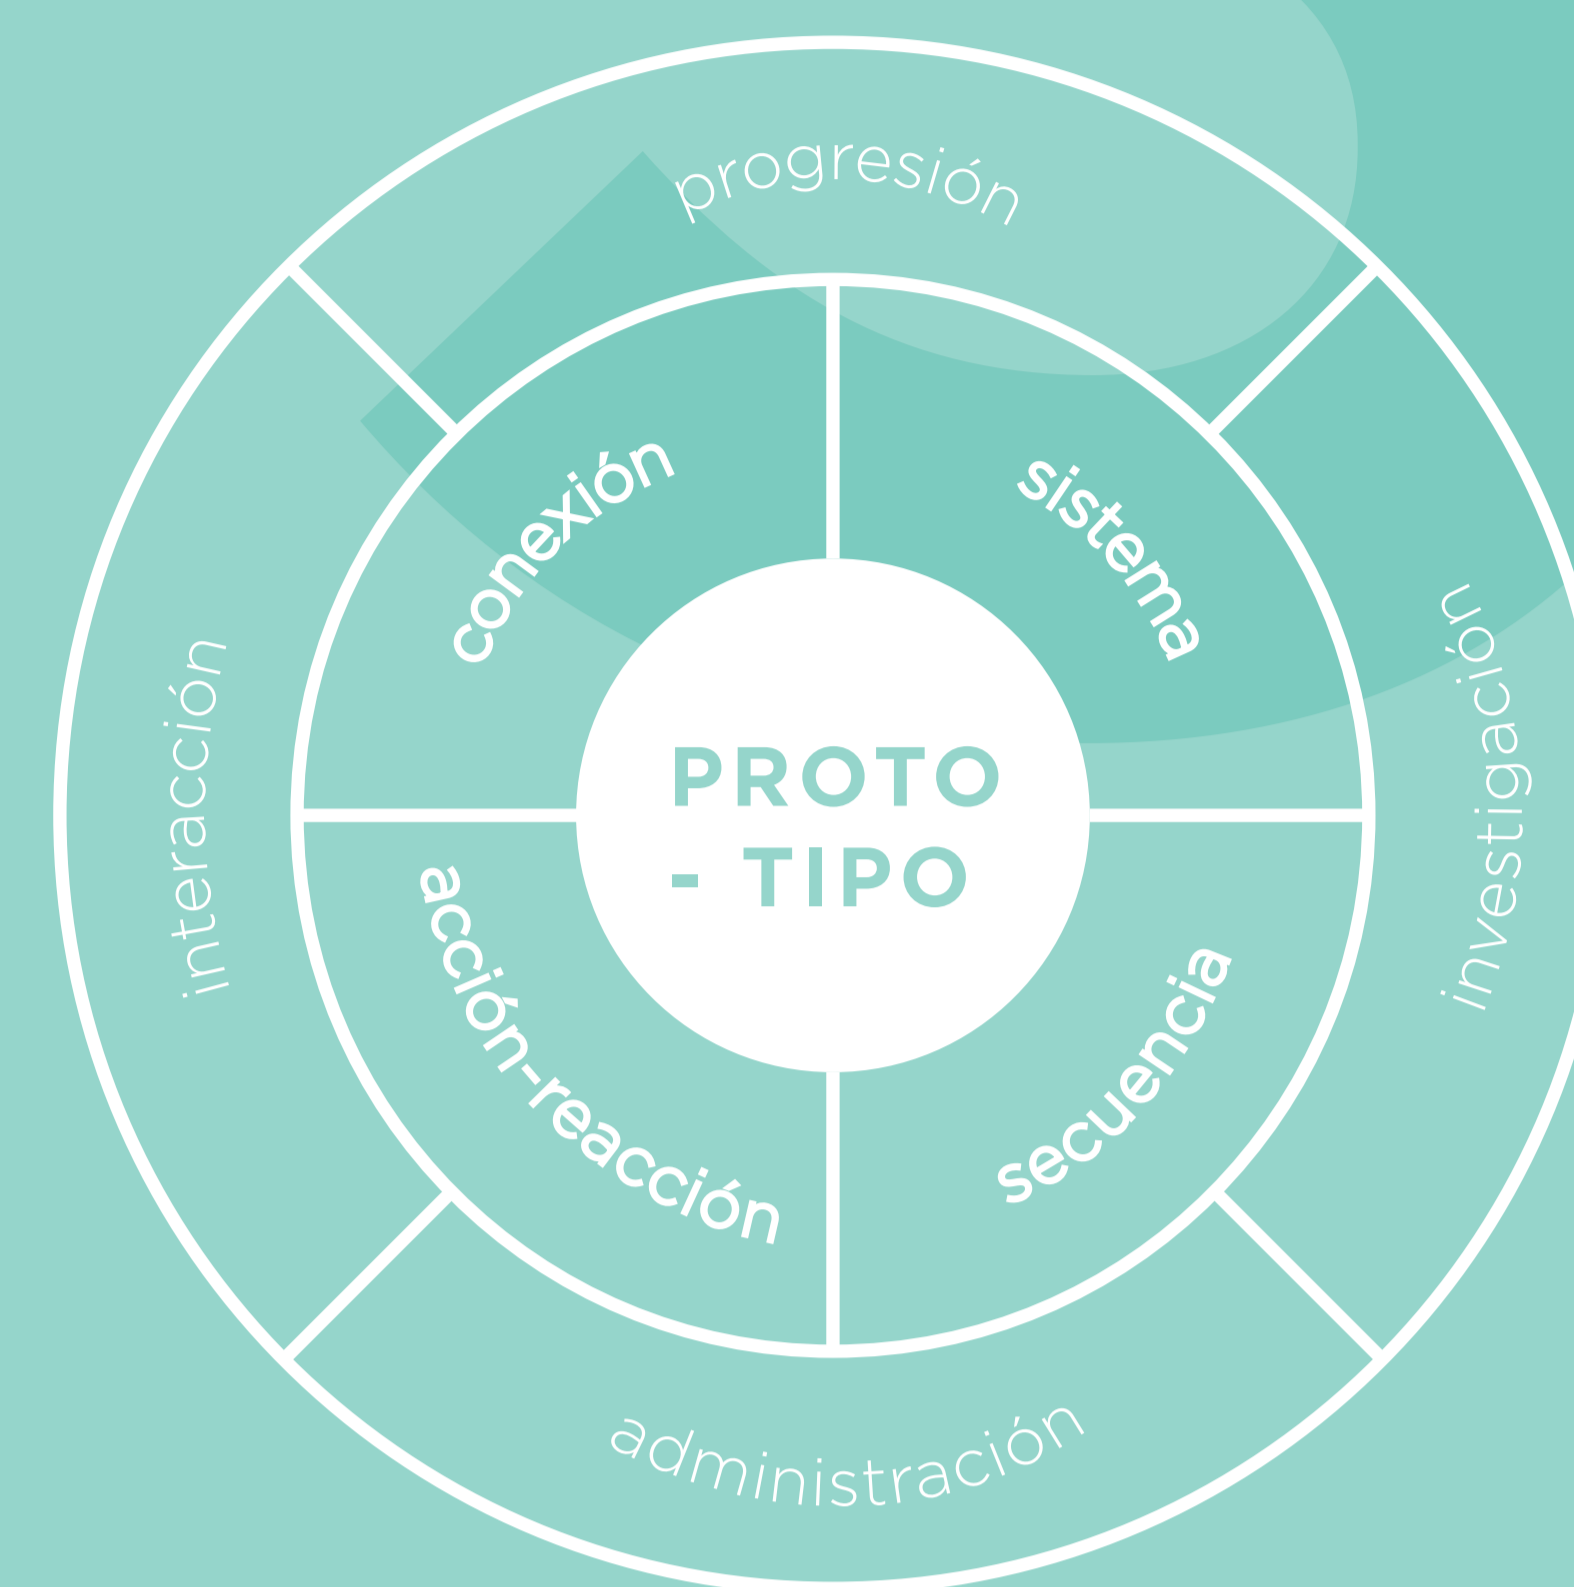 progresión
conexión
sistema
interacción
investigación
PROTO
- TIPO
acción-reacción
secuencia
administración